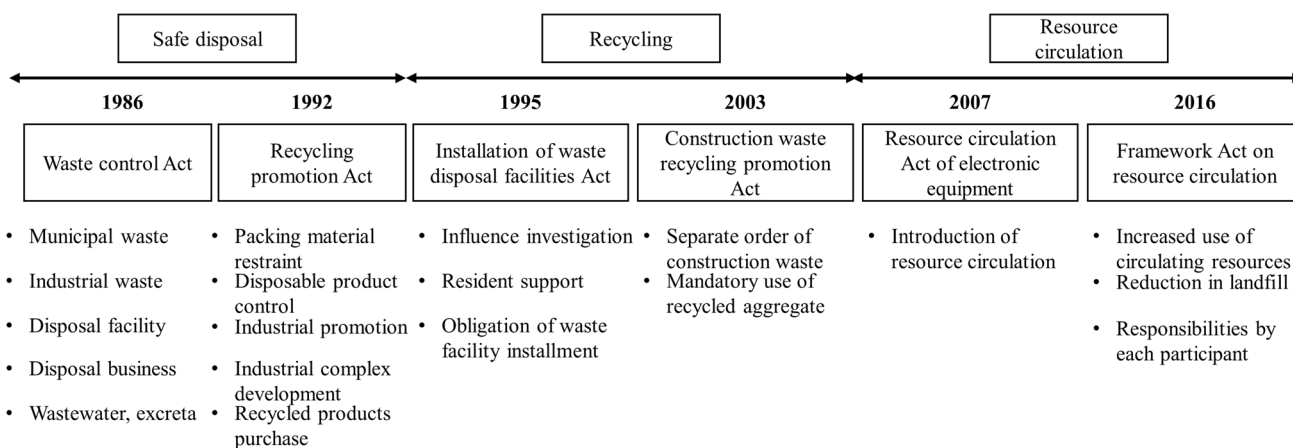 Safe disposal
Recycling
Resource
circulation
1986
1992
1995
2003
2007
2016
Waste control Act
Recycling
promotion Act
Installation of waste
disposal facilities Act
Construction waste
recycling promotion
Act
Resource circulation
Act of electronic
equipment
Framework Act on
resource circulation
• Municipal waste
• Industrial waste
• Disposal facility
• Disposal business
• Wastewater, excreta
• Packing material
restraint
• Disposable product
control
• Industrial promotion
• Industrial complex
development
• Recycled products
purchase
• Influence investigation
• Resident support
• Obligation of waste
facility installment
• Separate order of
construction waste
• Mandatory use of
recycled aggregate
• Introduction of
resource circulation
• Increased use of
circulating resources
• Reduction in landfill
• Responsibilities by
each participant